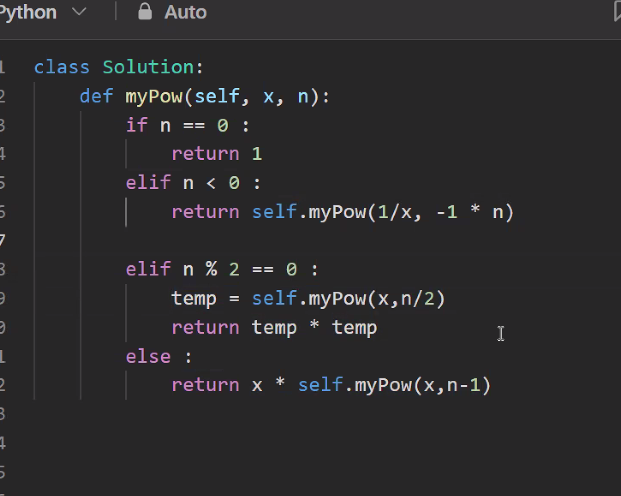 Python Auto
1 class Solution:
2 def myPow(self, x, n):
3 if n == 0 :
4 return 1
5 elif n < 0 :
6 return self.myPow(1/x, -1 * n)
7
8 elif n % 2 == 0 :
9 temp = self.myPow(x,n/2)
0 return temp * temp
1 else :
2 return x * self.myPow(x,n-1)
3
4
5